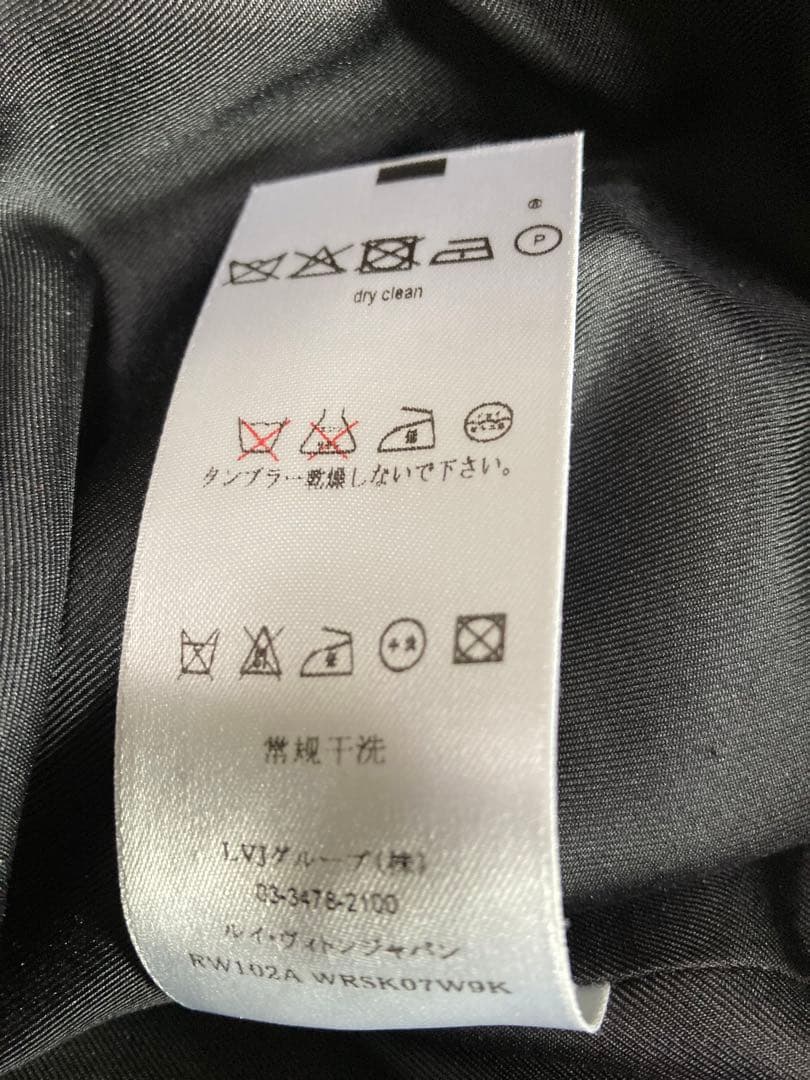 P
dry clean
低
タンブラー乾燥しないで下さい。
常规干洗
LVJグループ(株)
03-3478-2100
ルイ・ヴィトンジャパン
RW102A WRSK07W9K